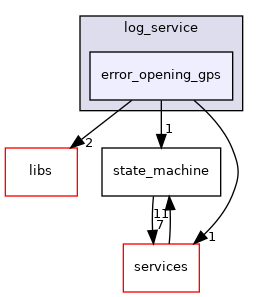 log_service
error_opening_gps
2
1
libs
state_machine
11
7
1
services